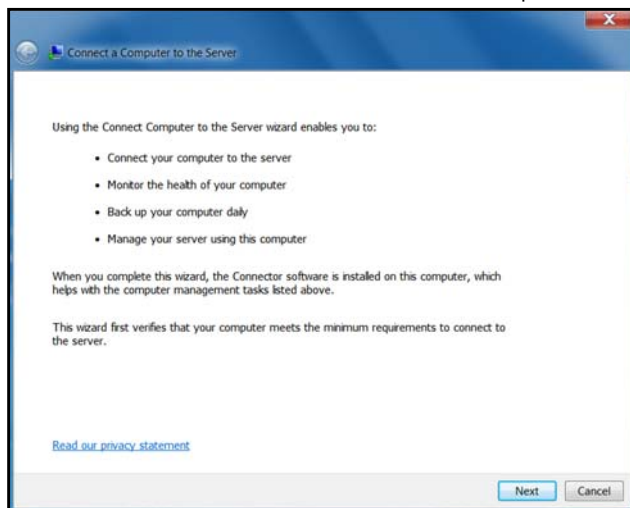 Connect a Computer to the Server
Using the Connect Computer to the Server wizard enables you to:
• Connect your computer to the server
• Monitor the health of your computer
• Back up your computer daily
• Manage your server using this computer
When you complete this wizard, the Connector software is installed on this computer, which
helps with the computer management tasks listed above.
This wizard first verifies that your computer meets the minimum requirements to connect to
the server.
Read our privacy statement
Next Cancel